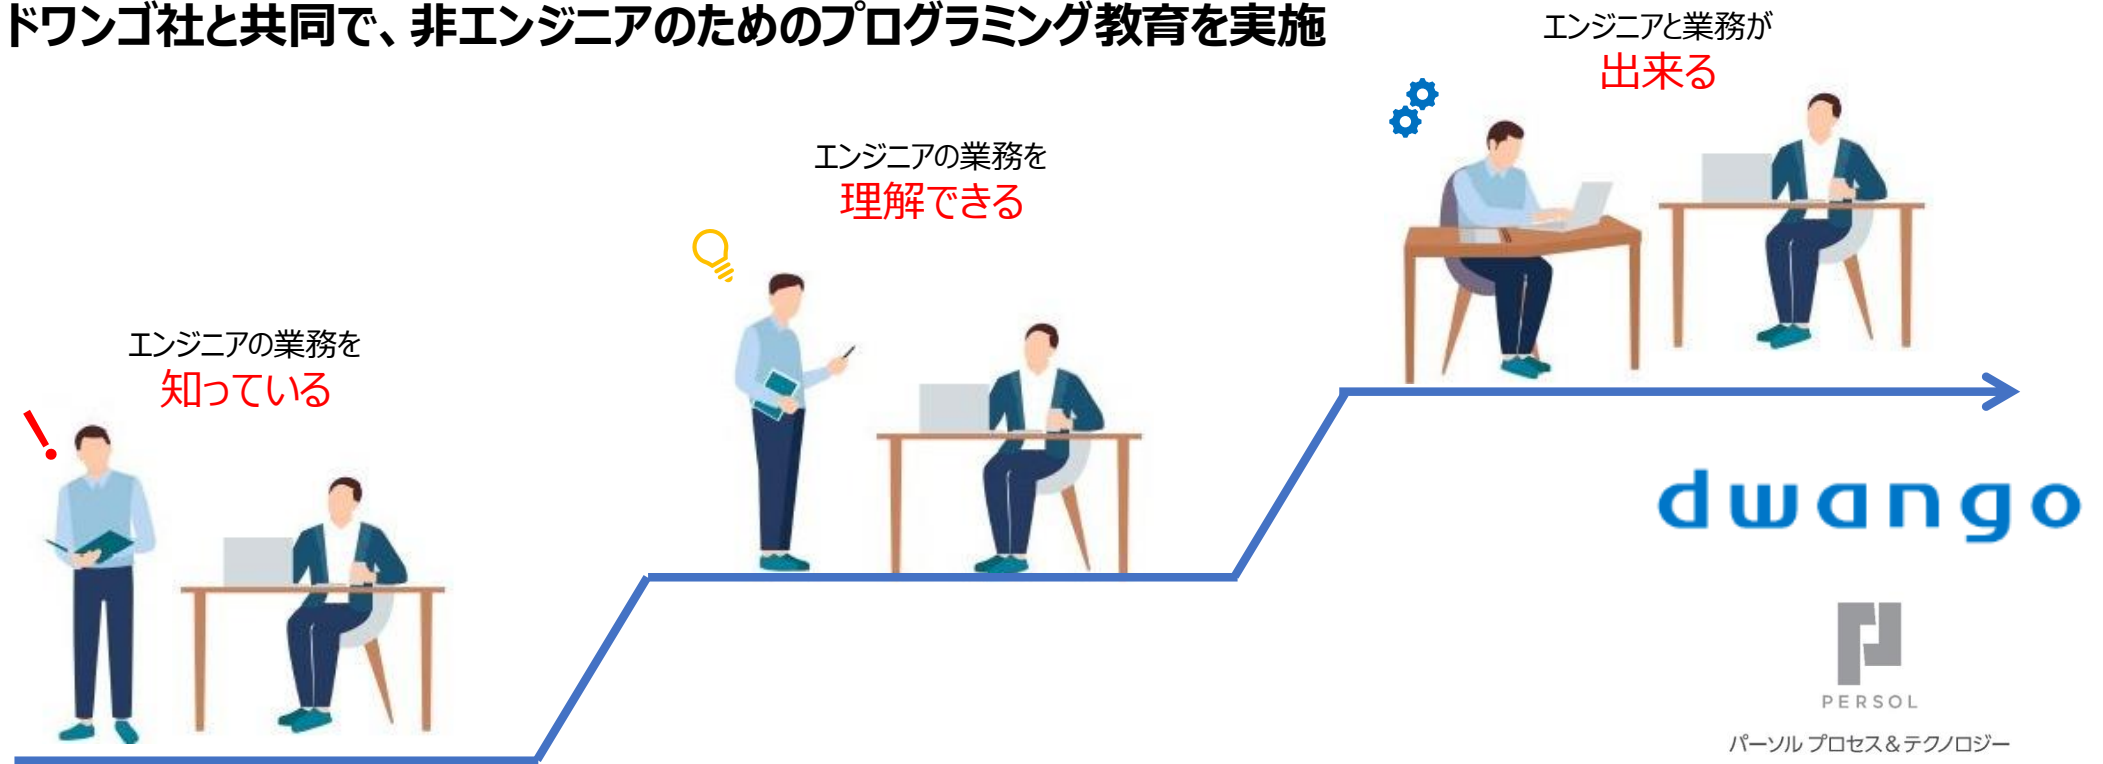 ドワンゴ社と共同で、非エンジニアのためのプログラミング教育を実施
エンジニアの業務を
知っている
エンジニアの業務を
理解できる
エンジニアと業務が
出来る
dwango
PERSOL
パーソル プロセス&テクノロジー